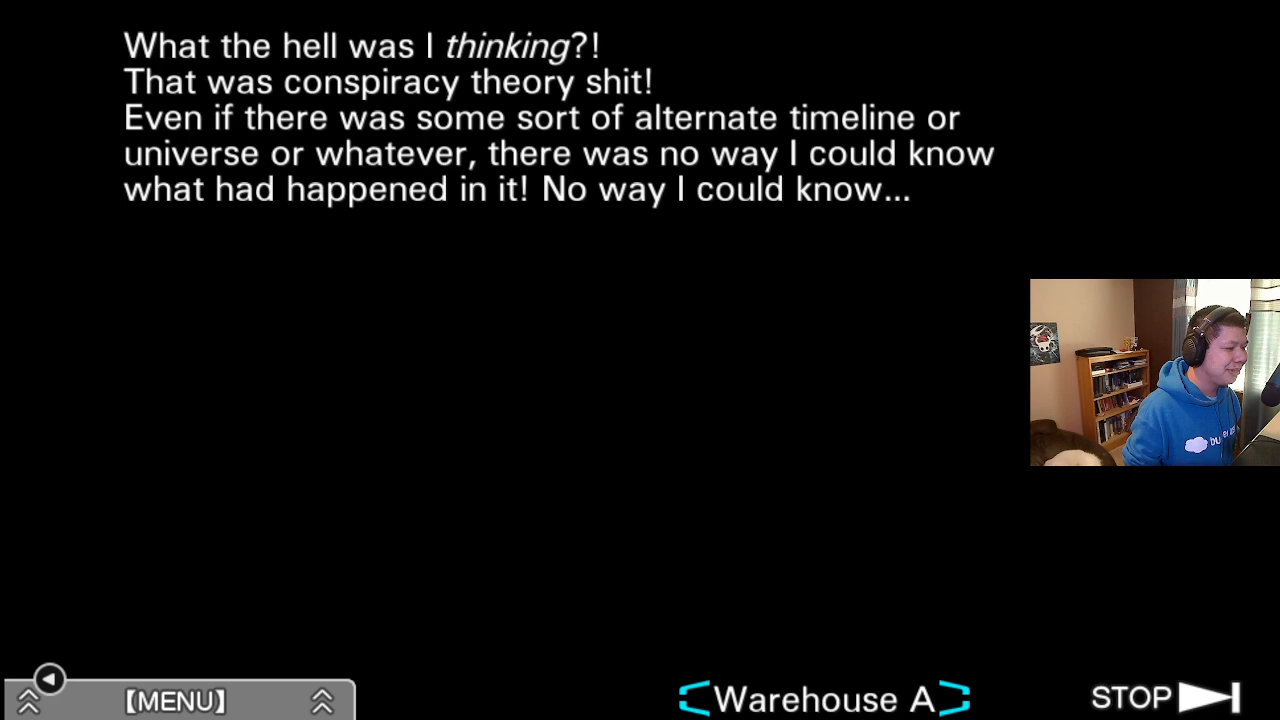 What the hell was I thinking?!
That was conspiracy theory shit!
Even if there was some sort of alternate timeline or
universe or whatever, there was no way I could know
what had happened in it! No way I could know...
【MENU】
Warehouse A
STOP